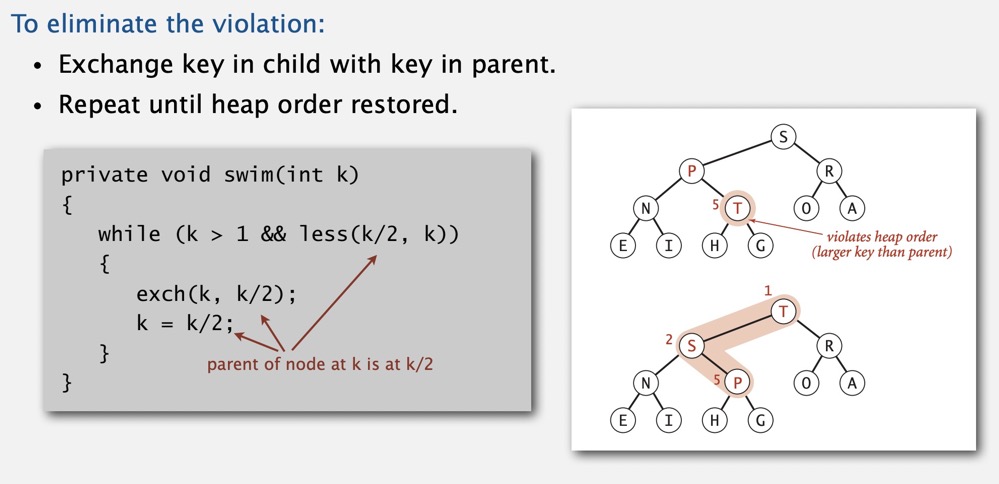 To eliminate the violation:
• Exchange key in child with key in parent.
• Repeat until heap order restored.
private void swim(int k)
{
while (k > 1 && less(k/2, k))
{
exch(k, k/2);
k = k/2;
}
}
parent of node at k is at k/2
S
P R
N 5 T O A
E I H G
violates heap order
(larger key than parent)
1 T
2 S R
N 5 P O A
E I H G